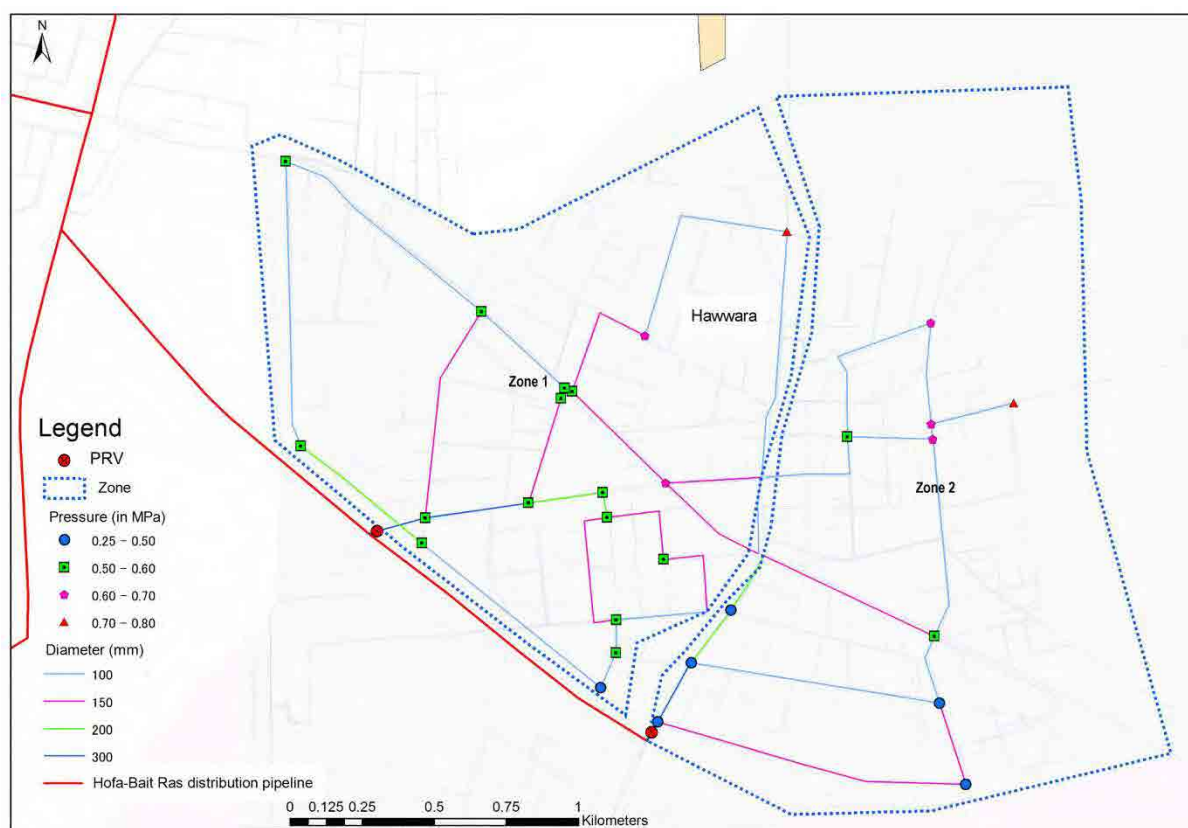 N
Hawwara
Zone 1
Zone 2
Legend
PRV
Zone
Pressure (in MPa)
0.25 – 0.50
0.50 – 0.60
0.60 – 0.70
0.70 – 0.80
Diameter (mm)
100
150
200
300
Hofa-Bait Ras distribution pipeline
0 0.125 0.25 0.5 0.75 1
Kilometers